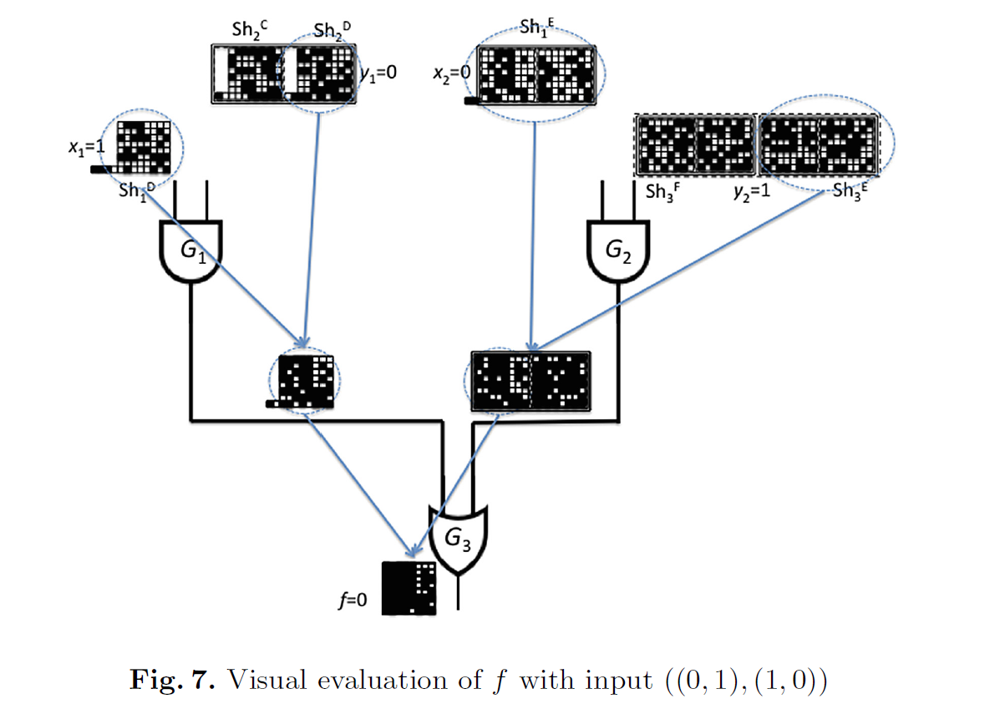 Sh₂ᶜ Sh₂ᴰ Sh₁ᴱ
y₁=0 x₂=0
x₁=1
Sh₁ᴰ Sh₃ꟳ y₂=1 Sh₃ᴱ
G₁ G₂
G₃
f=0
Fig. 7. Visual evaluation of f with input ((0, 1), (1, 0))